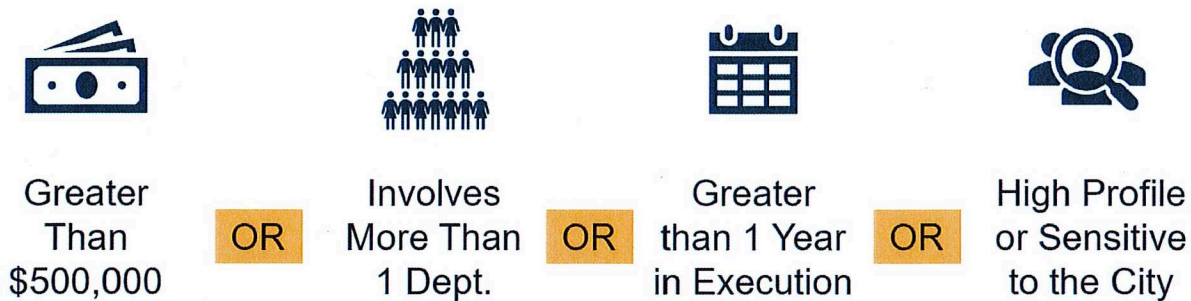 Greater
Than
$500,000
OR
Involves
More Than
1 Dept.
OR
Greater
than 1 Year
in Execution
OR
High Profile
or Sensitive
to the City